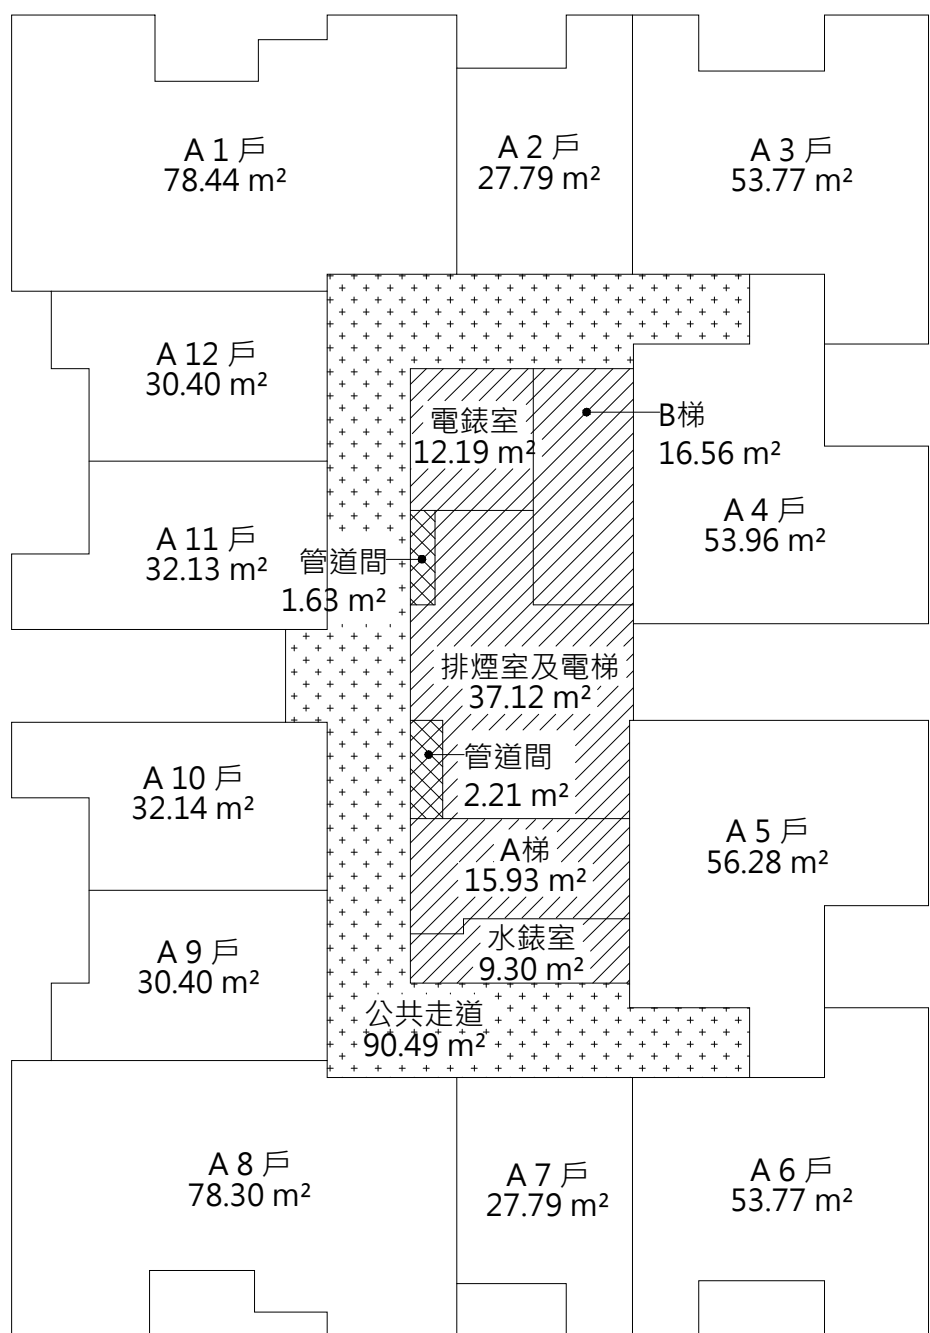 A 1 戶
78.44 m²
A 2 戶
27.79 m²
A 3 戶
53.77 m²
A 12 戶
30.40 m²
電錶室
12.19 m²
B梯
16.56 m²
A 4 戶
53.96 m²
A 11 戶
32.13 m²
管道間
1.63 m²
排煙室及電梯
37.12 m²
管道間
2.21 m²
A 10 戶
32.14 m²
A 5 戶
56.28 m²
A梯
15.93 m²
A 9 戶
30.40 m²
水錶室
9.30 m²
公共走道
90.49 m²
A 8 戶
78.30 m²
A 7 戶
27.79 m²
A 6 戶
53.77 m²